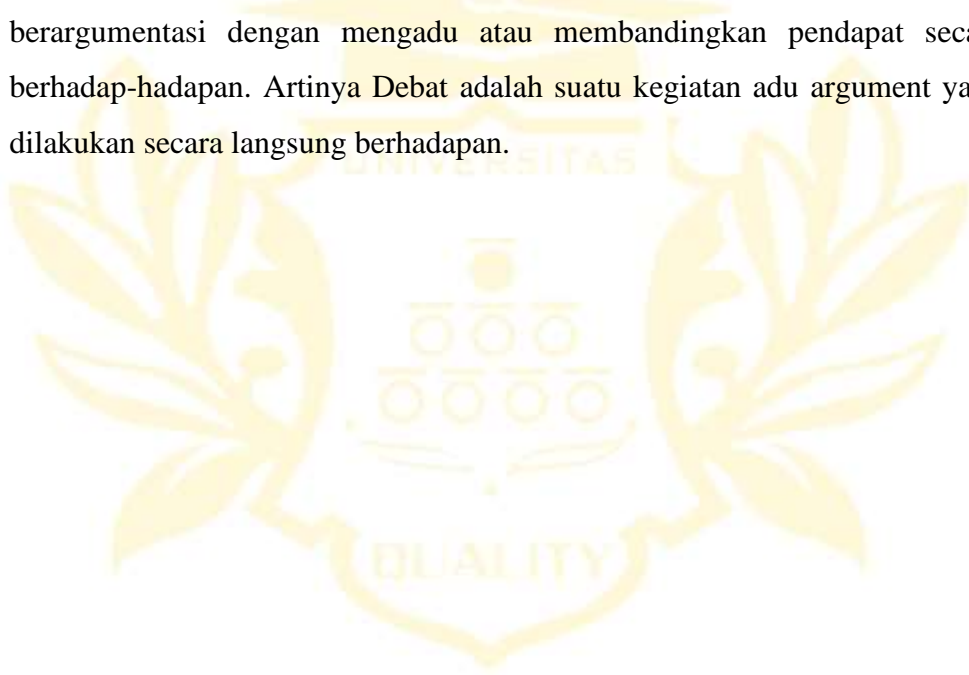 berargumentasi dengan mengadu atau membandingkan pendapat seca
berhadap-hadapan. Artinya Debat adalah suatu kegiatan adu argument ya
dilakukan secara langsung berhadapan.
UNIVERSITAS
QUALITY